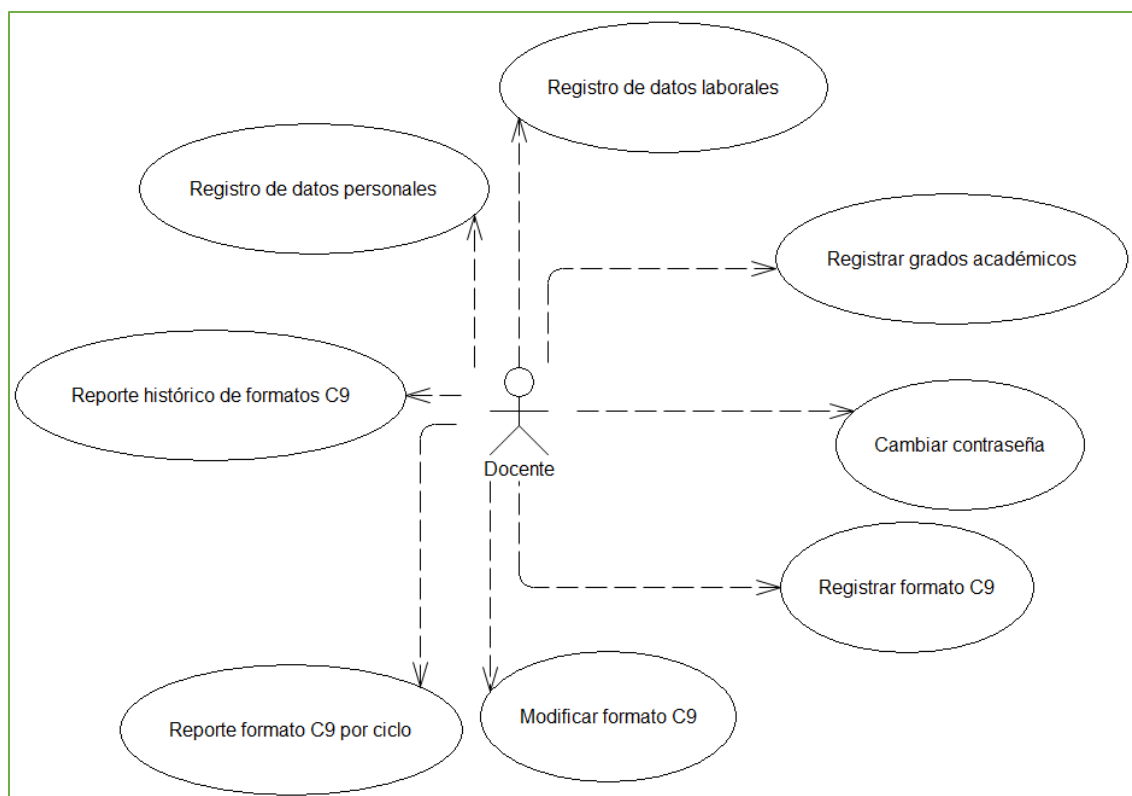 Registro de datos laborales
Registro de datos personales
Registrar grados académicos
Reporte histórico de formatos C9
Cambiar contraseña
Docente
Registrar formato C9
Modificar formato C9
Reporte formato C9 por ciclo